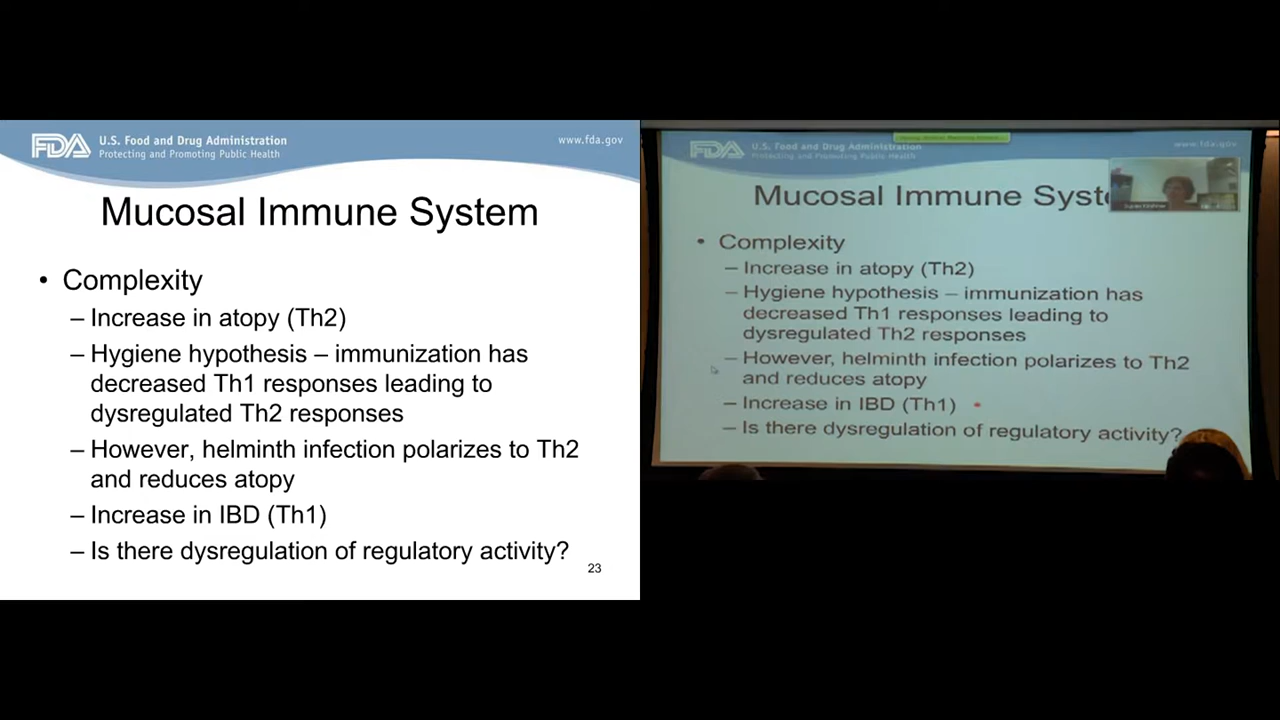 FDA U.S. Food and Drug Administration
Protecting and Promoting Public Health
www.fda.gov
Mucosal Immune System
• Complexity
– Increase in atopy (Th2)
– Hygiene hypothesis – immunization has
decreased Th1 responses leading to
dysregulated Th2 responses
– However, helminth infection polarizes to Th2
and reduces atopy
– Increase in IBD (Th1)
– Is there dysregulation of regulatory activity?
23
FDA U.S. Food and Drug Administration
Protecting and Promoting Public Health
www.fda.gov
Mucosal Immune Syste
• Complexity
– Increase in atopy (Th2)
– Hygiene hypothesis – immunization has
decreased Th1 responses leading to
dysregulated Th2 responses
– However, helminth infection polarizes to Th2
and reduces atopy
– Increase in IBD (Th1)
– Is there dysregulation of regulatory activity?